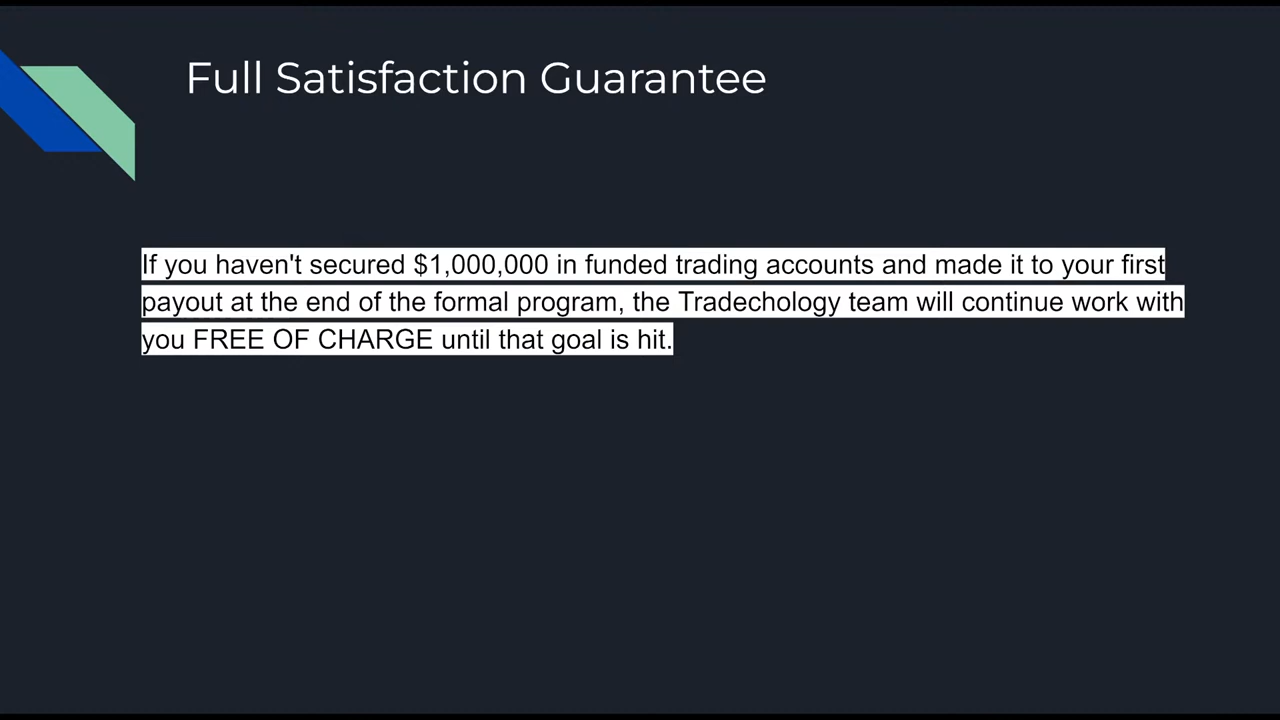 Full Satisfaction Guarantee
If you haven't secured $1,000,000 in funded trading accounts and made it to your first
payout at the end of the formal program, the Tradechology team will continue work with
you FREE OF CHARGE until that goal is hit.